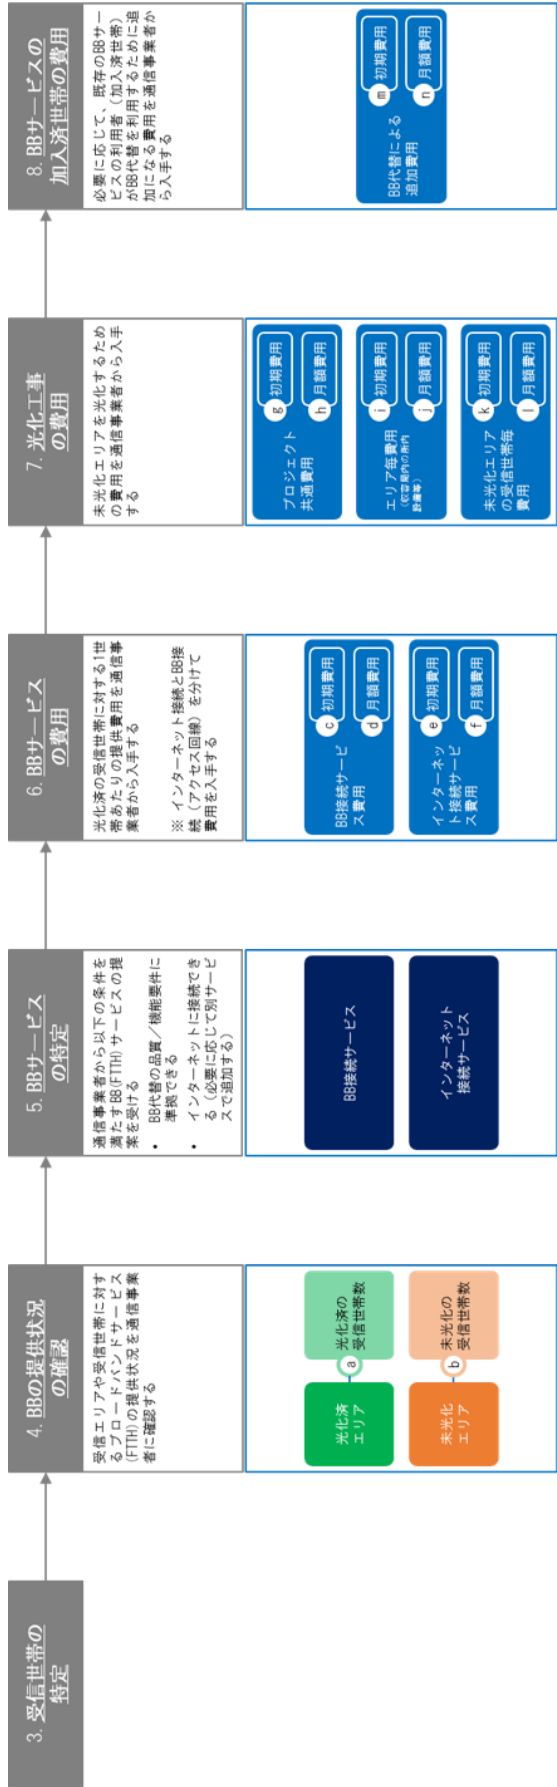 3. 受信世帯の
特定
4. BBの提供状況
の確認
受信エリアや受信世帯に対す
るブロードバンドサービス
(FTTH)の提供状況を通信事業
者に確認する
光化済
エリア
a
光化済の
受信世帯数
未光化
エリア
b
未光化の
受信世帯数
5. BBサービス
の特定
通信事業者から以下の条件を
満たすBB(FTTH)サービスの提
案を受ける
• BB代替の品質/機能要件に
準拠できる
• インターネットに接続でき
る(必要に応じて別サービ
スで追加する)
BB接続サービス
インターネット
接続サービス
6. BBサービス
の費用
光化済の受信世帯に対する1世
帯あたりの提供費用を通信事
業者から入手する
※ インターネット接続とBB接
続(アクセス回線)を分けて
費用を入手する
BB接続サービ
ス費用
c 初期費用
d 月額費用
インターネッ
ト接続サービ
ス費用
e 初期費用
f 月額費用
7. 光化工事
の費用
未光化エリアを光化するため
の費用を通信事業者から入手
する
プロジェクト
共通費用
g 初期費用
h 月額費用
エリア毎費用
(収容局内の所内
設備等)
i 初期費用
j 月額費用
未光化エリア
の受信世帯毎
費用
k 初期費用
l 月額費用
8. BBサービスの
加入済世帯の費用
必要に応じて、既存のBBサー
ビスの利用者(加入済世帯)
がBB代替を利用するために追
加になる費用を通信事業者か
ら入手する
BB代替による
追加費用
m 初期費用
n 月額費用